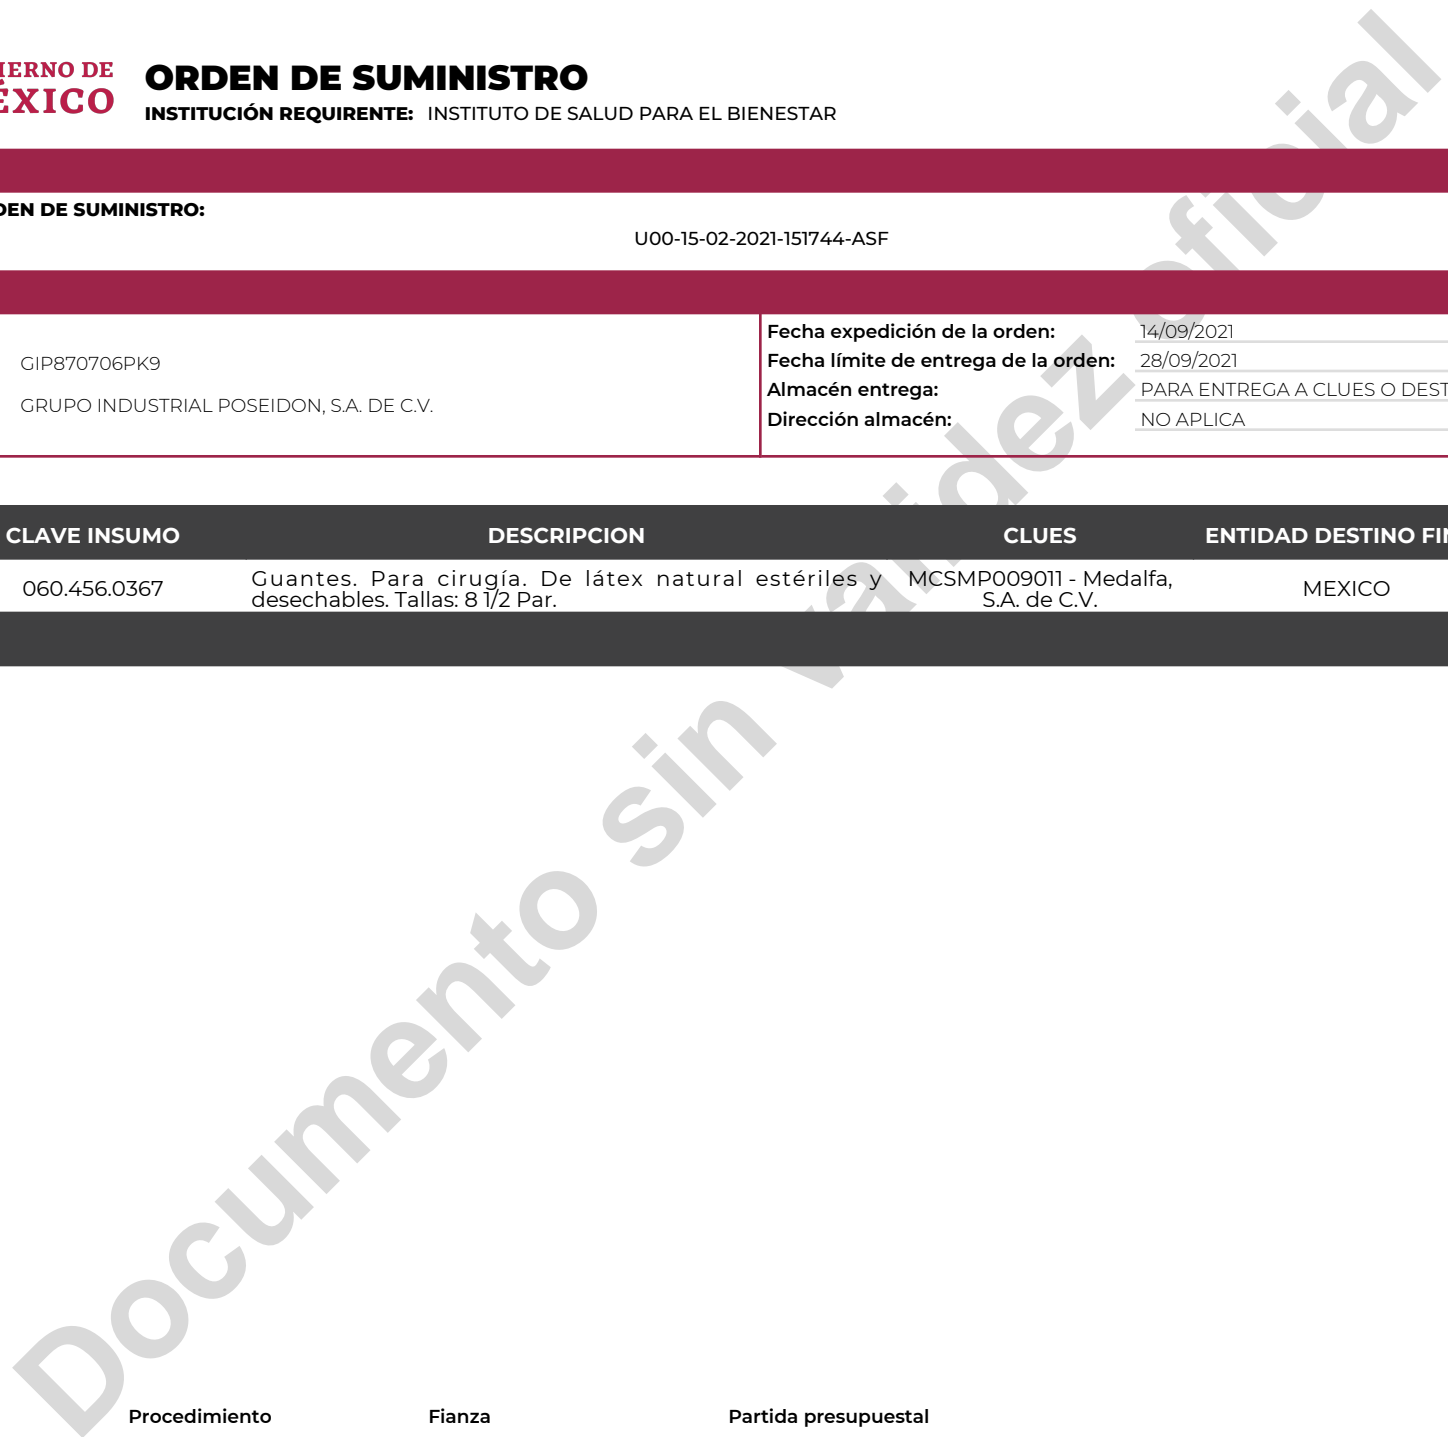 IERNO DE
ÉXICO
ORDEN DE SUMINISTRO
INSTITUCIÓN REQUIRENTE: INSTITUTO DE SALUD PARA EL BIENESTAR
DEN DE SUMINISTRO:
U00-15-02-2021-151744-ASF
GIP870706PK9
GRUPO INDUSTRIAL POSEIDON, S.A. DE C.V.
Fecha expedición de la orden: 14/09/2021
Fecha límite de entrega de la orden: 28/09/2021
Almacén entrega: PARA ENTREGA A CLUES O DEST
Dirección almacén: NO APLICA
CLAVE INSUMO DESCRIPCION CLUES ENTIDAD DESTINO FIN
060.456.0367
Guantes. Para cirugía. De látex natural estériles y
desechables. Tallas: 8 1/2 Par.
MCSMP009011 - Medalfa,
S.A. de C.V.
MEXICO
Documento sin validez oficial
Procedimiento Fianza Partida presupuestal